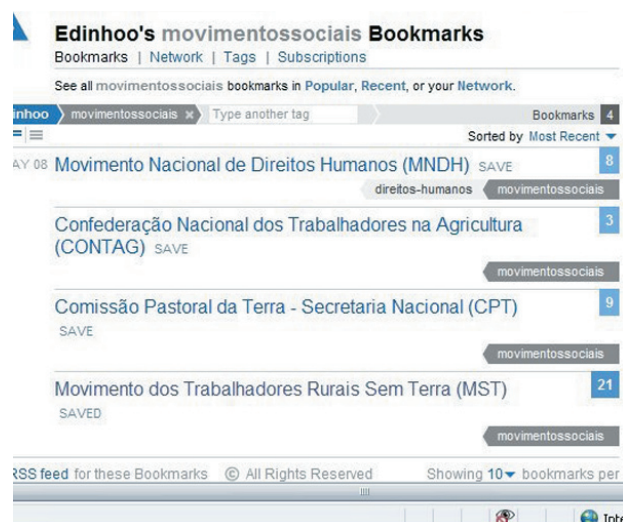 Edinhoo's movimentossociais Bookmarks
Bookmarks | Network | Tags | Subscriptions
See all movimentossociais bookmarks in Popular, Recent, or your Network.
inhoo movimentossociais × Type another tag Bookmarks 4
Sorted by Most Recent
AY 08 Movimento Nacional de Direitos Humanos (MNDH) SAVE 8
direitos-humanos movimentossociais
Confederação Nacional dos Trabalhadores na Agricultura 3
(CONTAG) SAVE
movimentossociais
Comissão Pastoral da Terra - Secretaria Nacional (CPT) 9
SAVE
movimentossociais
Movimento dos Trabalhadores Rurais Sem Terra (MST) 21
SAVED
movimentossociais
RSS feed for these Bookmarks © All Rights Reserved Showing 10 bookmarks per
Inte